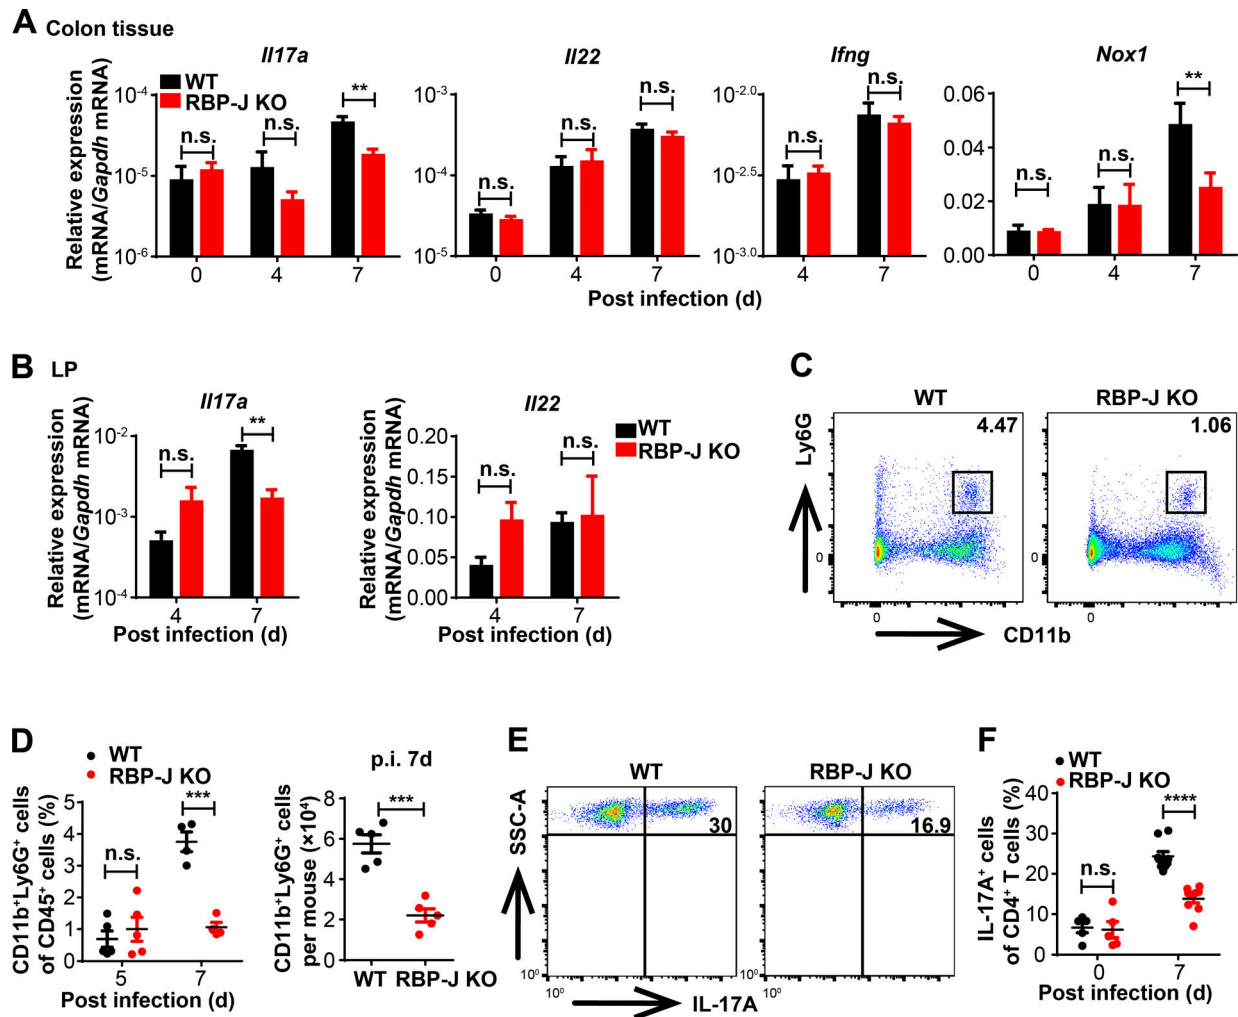 A Colon tissue
Il17a
Il22
Ifng
Nox1
WT
RBP-J KO
Relative expression
(mRNA/Gapdh mRNA)
10⁻⁴
10⁻⁵
10⁻⁶
n.s.
n.s.
**
0 4 7
10⁻³
10⁻⁴
10⁻⁵
n.s.
n.s.
n.s.
0 4 7
10⁻²·⁰
10⁻²·⁵
10⁻³·⁰
n.s.
n.s.
4 7
0.06
0.04
0.02
0.00
n.s.
n.s.
**
0 4 7
Post infection (d)
B LP
Il17a
Relative expression
(mRNA/Gapdh mRNA)
10⁻²
10⁻³
10⁻⁴
n.s.
**
4 7
Post infection (d)
Il22
WT
RBP-J KO
Relative expression
(mRNA/Gapdh mRNA)
0.20
0.15
0.10
0.05
0.00
n.s.
n.s.
4 7
Post infection (d)
C
WT
RBP-J KO
4.47
1.06
Ly6G
0
0
0
0
CD11b
D
WT
RBP-J KO
CD11b⁺Ly6G⁺ cells
of CD45⁺ cells (%)
5
4
3
2
1
0
n.s.
***
5 7
Post infection (d)
p.i. 7d
CD11b⁺Ly6G⁺ cells
per mouse (×10⁴)
8
6
4
2
0
***
WT RBP-J KO
E
WT
RBP-J KO
SSC-A
30
16.9
10⁰
10⁰
10⁰
10⁰
IL-17A
F
WT
RBP-J KO
IL-17A⁺ cells
of CD4⁺ T cells (%)
40
30
20
10
0
n.s.
****
0 7
Post infection (d)